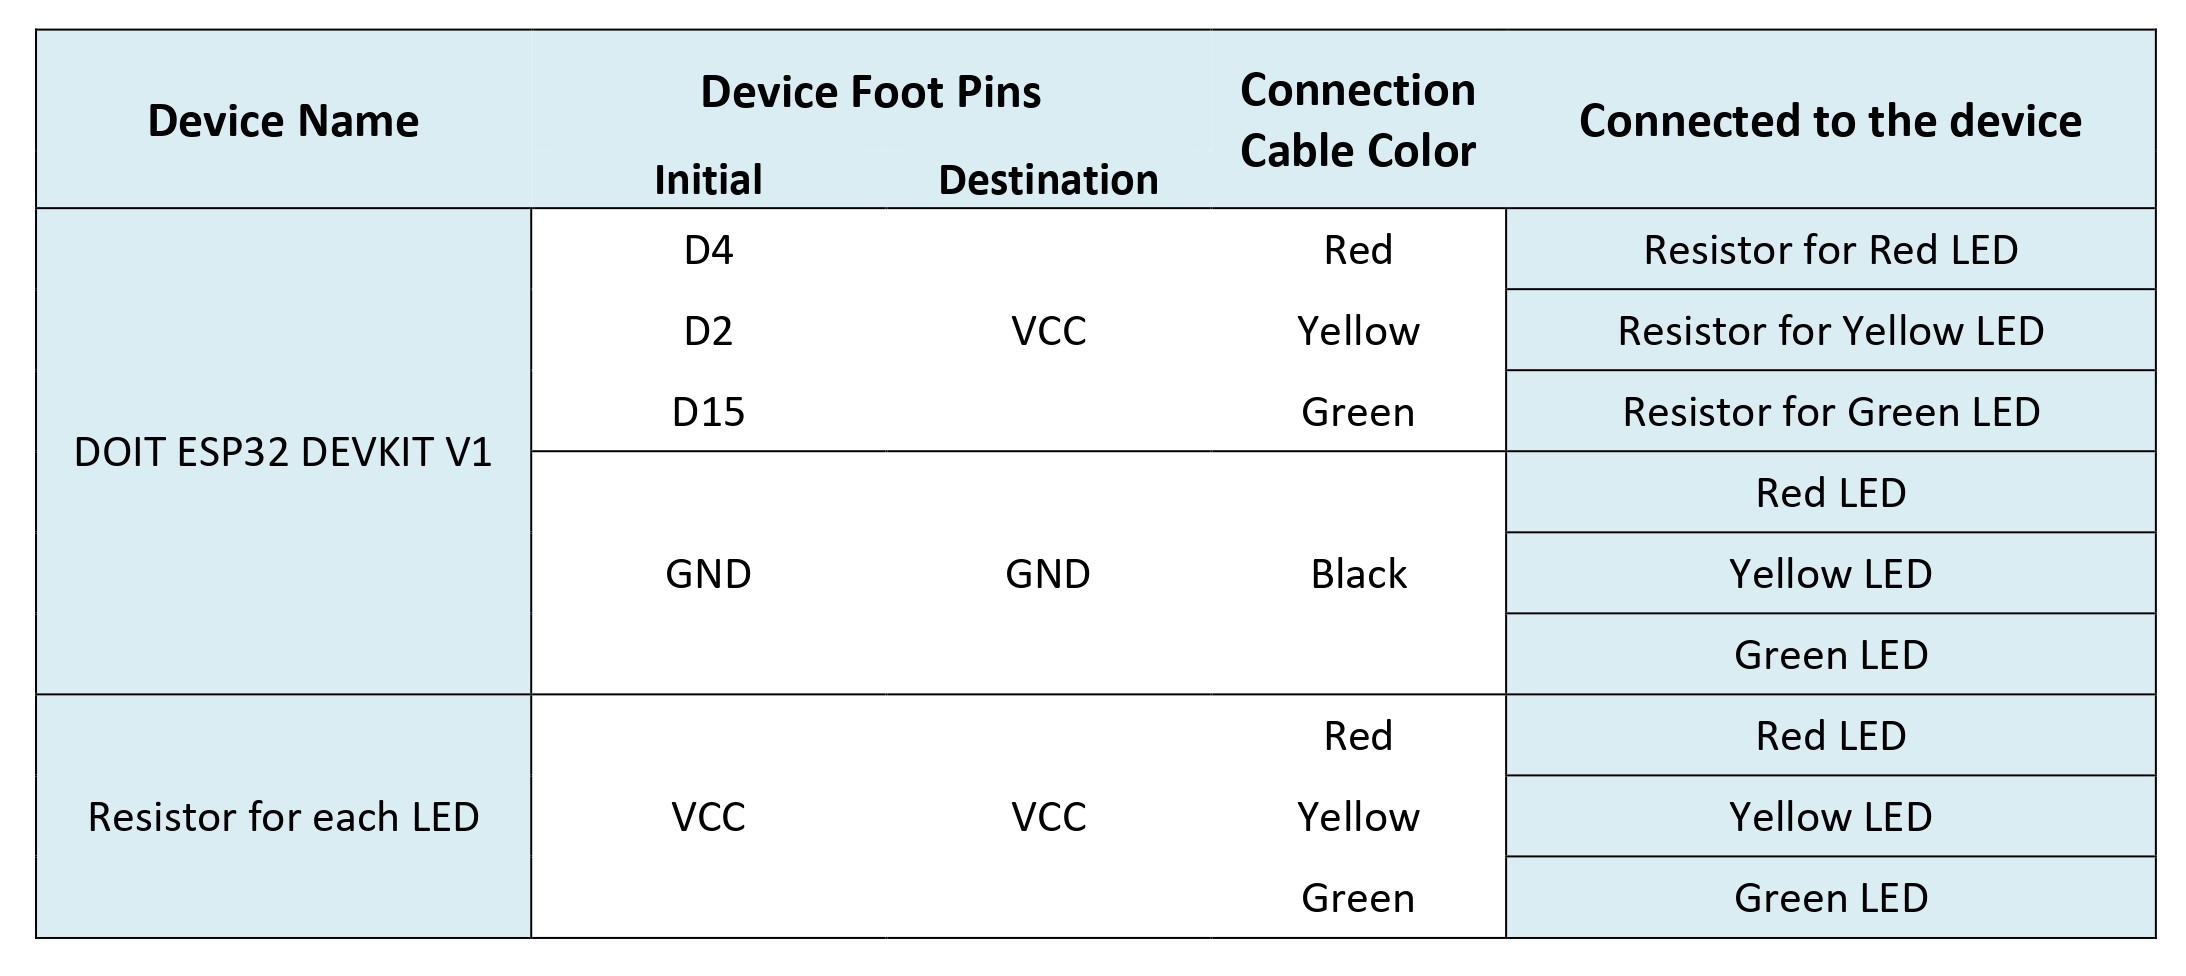 Device Name
Device Foot Pins
Connection
Cable Color
Connected to the device
Initial
Destination
DOIT ESP32 DEVKIT V1
D4
VCC
Red
Resistor for Red LED
D2
Yellow
Resistor for Yellow LED
D15
Green
Resistor for Green LED
GND
GND
Black
Red LED
Yellow LED
Green LED
Resistor for each LED
VCC
VCC
Red
Red LED
Yellow
Yellow LED
Green
Green LED